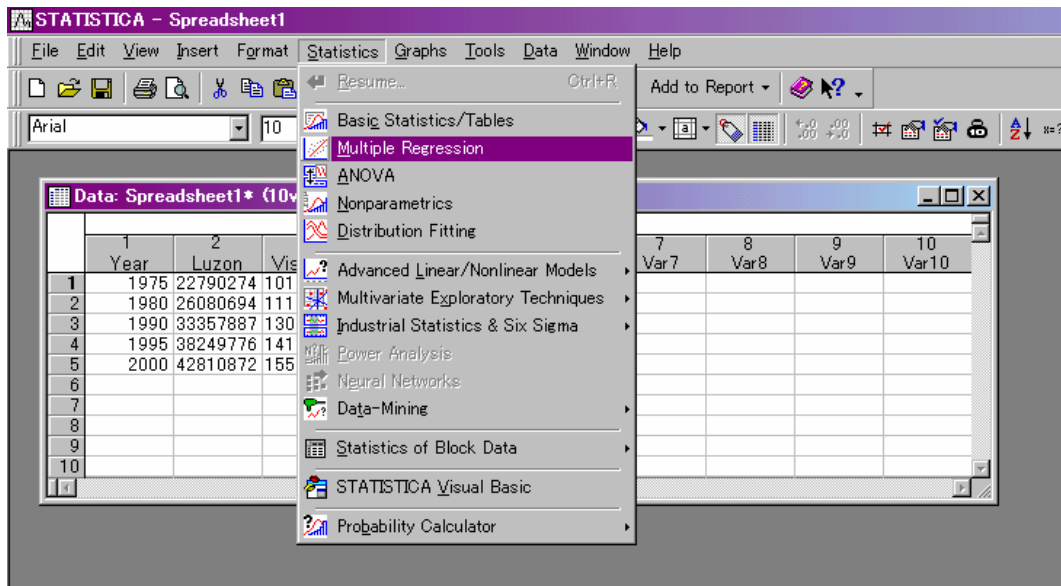 STATISTICA - Spreadsheet1
File Edit View Insert Format Statistics Graphs Tools Data Window Help
Resume... Ctrl+R
Add to Report
Arial 10
Basic Statistics/Tables
Multiple Regression
ANOVA
Nonparametrics
Distribution Fitting
Advanced Linear/Nonlinear Models
Multivariate Exploratory Techniques
Industrial Statistics & Six Sigma
Power Analysis
Neural Networks
Data-Mining
Statistics of Block Data
STATISTICA Visual Basic
Probability Calculator
Data: Spreadsheet1* (10v
1 2 7 8 9 10
Year Luzon Vis Var7 Var8 Var9 Var10
1 1975 22790274 101
2 1980 26080694 111
3 1990 33357887 130
4 1995 38249776 141
5 2000 42810872 155
6
7
8
9
10